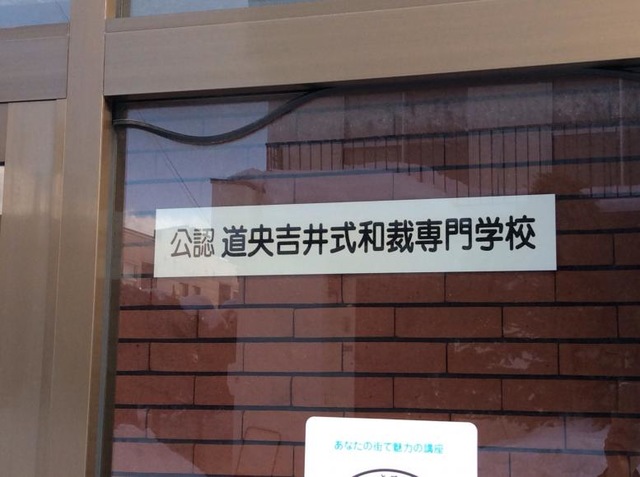 公認 道央吉井式和裁専門学校
あなたの街で魅力の講座